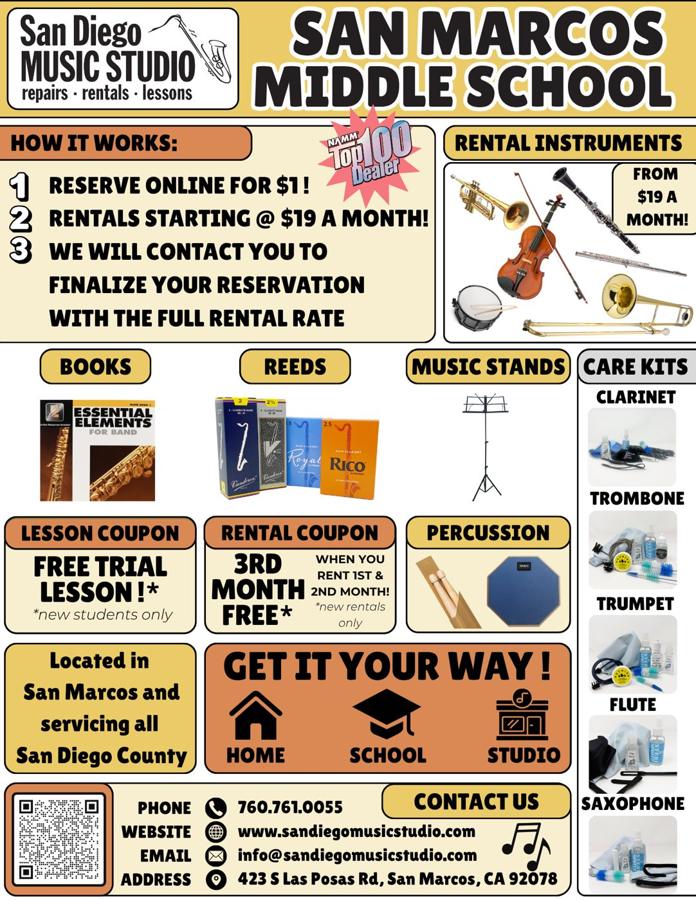 San Diego
MUSIC STUDIO
repairs · rentals · lessons
SAN MARCOS
MIDDLE SCHOOL
HOW IT WORKS:
NAMM
Top 100
Dealer
1 RESERVE ONLINE FOR $1 !
2 RENTALS STARTING @ $19 A MONTH!
3 WE WILL CONTACT YOU TO
FINALIZE YOUR RESERVATION
WITH THE FULL RENTAL RATE
RENTAL INSTRUMENTS
FROM
$19 A
MONTH!
BOOKS
ESSENTIAL
ELEMENTS
FOR BAND
REEDS
Royal
RICO
MUSIC STANDS
CARE KITS
CLARINET
TROMBONE
TRUMPET
FLUTE
SAXOPHONE
LESSON COUPON
FREE TRIAL
LESSON !*
*new students only
RENTAL COUPON
3RD
MONTH
FREE*
WHEN YOU
RENT 1ST &
2ND MONTH!
*new rentals
only
PERCUSSION
Located in
San Marcos and
servicing all
San Diego County
GET IT YOUR WAY !
HOME
SCHOOL
STUDIO
CONTACT US
PHONE 760.761.0055
WEBSITE www.sandiegomusicstudio.com
EMAIL info@sandiegomusicstudio.com
ADDRESS 423 S Las Posas Rd, San Marcos, CA 92078